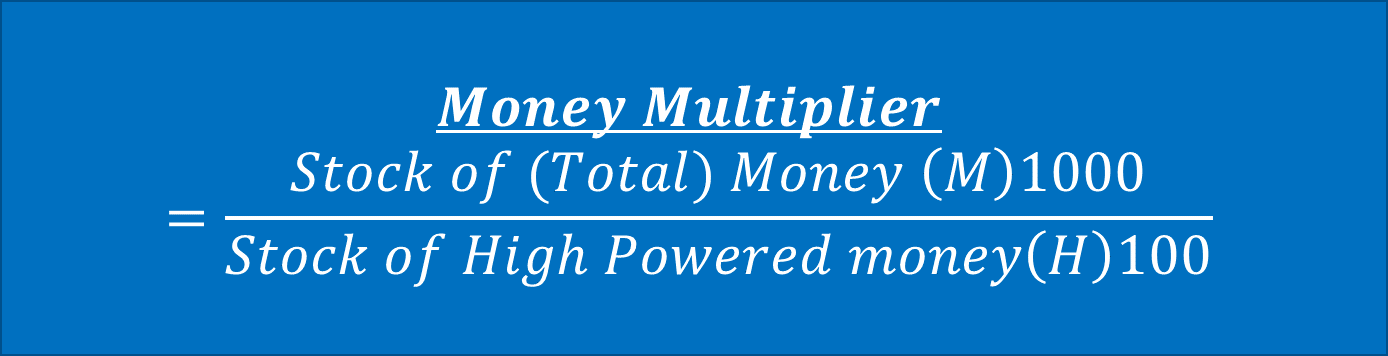 Money Multiplier
Stock of (Total) Money (M)1000
=
Stock of High Powered money(H)100